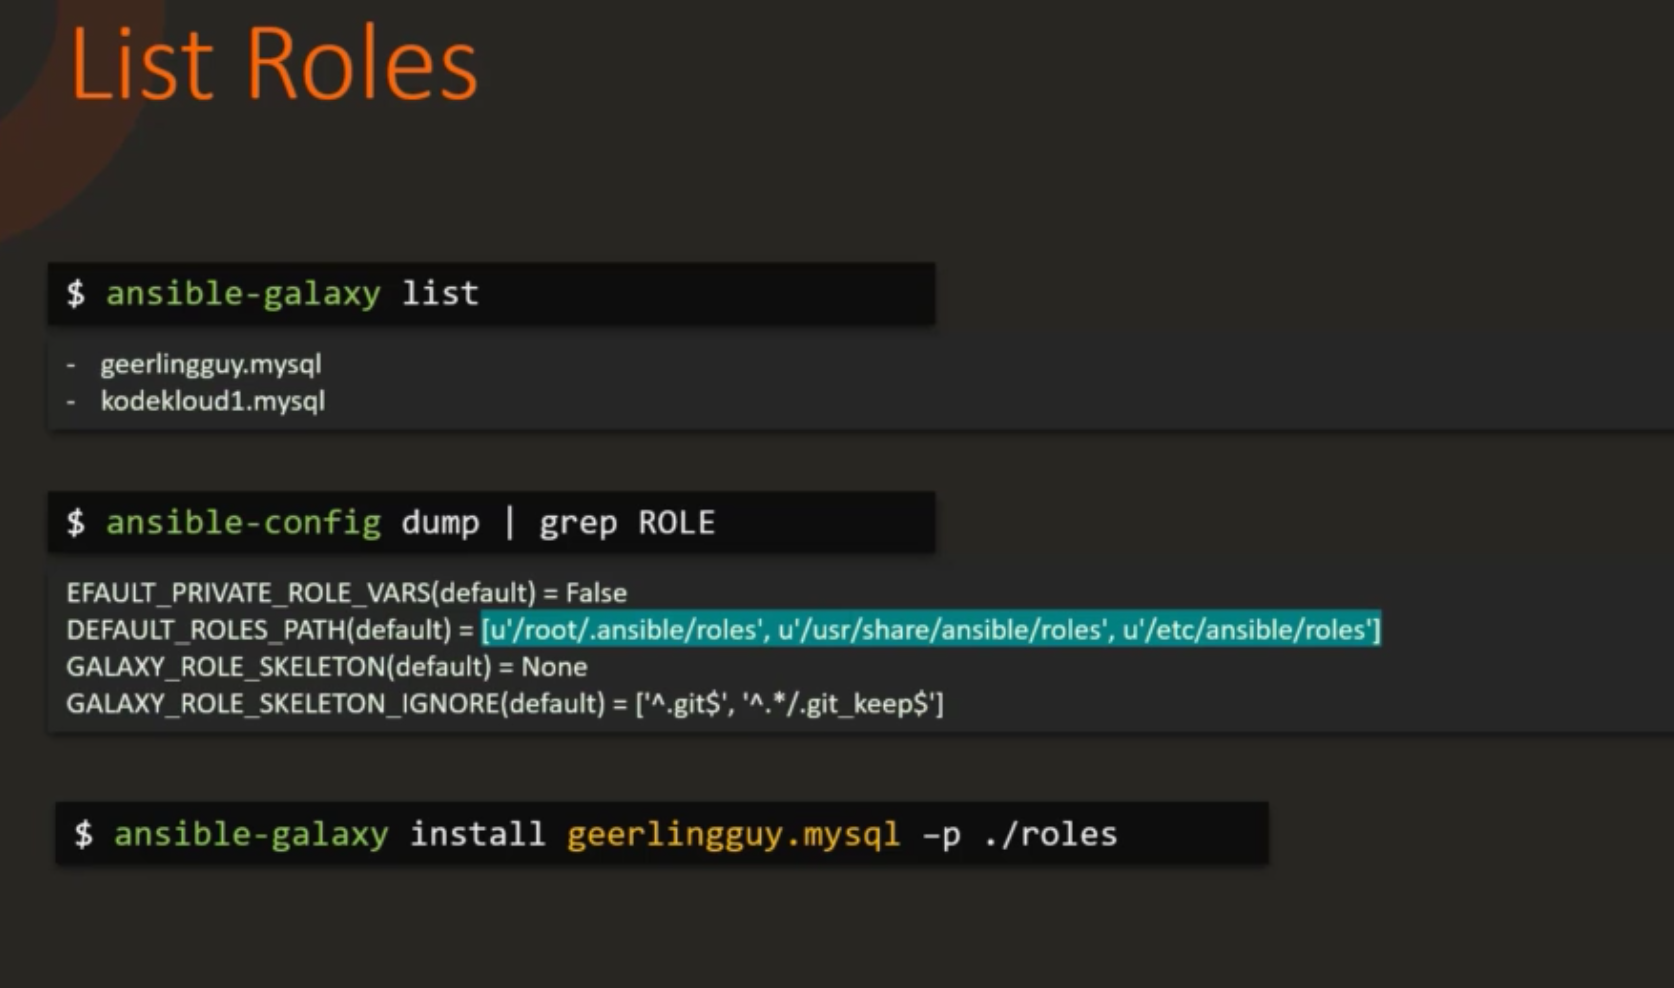 List Roles
$ ansible-galaxy list
- geerlingguy.mysql
- kodekloud1.mysql
$ ansible-config dump | grep ROLE
EFAULT_PRIVATE_ROLE_VARS(default) = False
DEFAULT_ROLES_PATH(default) = [u'/root/.ansible/roles', u'/usr/share/ansible/roles', u'/etc/ansible/roles']
GALAXY_ROLE_SKELETON(default) = None
GALAXY_ROLE_SKELETON_IGNORE(default) = ['^.git$', '^.*/.git_keep$']
$ ansible-galaxy install geerlingguy.mysql –p ./roles